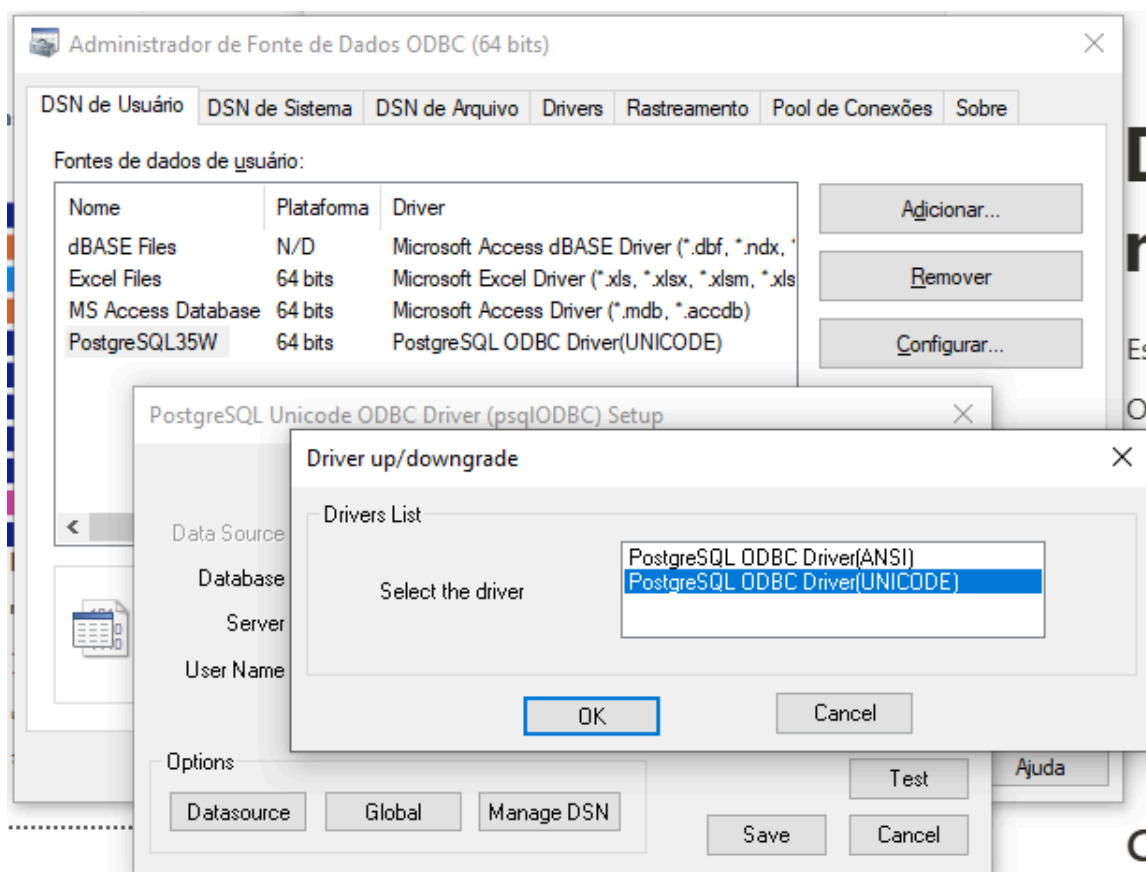 Administrador de Fonte de Dados ODBC (64 bits)
DSN de Usuário DSN de Sistema DSN de Arquivo Drivers Rastreamento Pool de Conexões Sobre
Fontes de dados de usuário:
Nome Plataforma Driver
dBASE Files N/D Microsoft Access dBASE Driver (*.dbf, *.ndx, *
Excel Files 64 bits Microsoft Excel Driver (*.xls, *.xlsx, *.xlsm, *.xls
MS Access Database 64 bits Microsoft Access Driver (*.mdb, *.accdb)
PostgreSQL35W 64 bits PostgreSQL ODBC Driver(UNICODE)
Adicionar...
Remover
Configurar...
PostgreSQL Unicode ODBC Driver (psqlODBC) Setup
Data Source
Database
Server
User Name
Driver up/downgrade
Drivers List
Select the driver
PostgreSQL ODBC Driver(ANSI)
PostgreSQL ODBC Driver(UNICODE)
OK Cancel
Options
Datasource Global Manage DSN
Test
Save Cancel
Ajuda